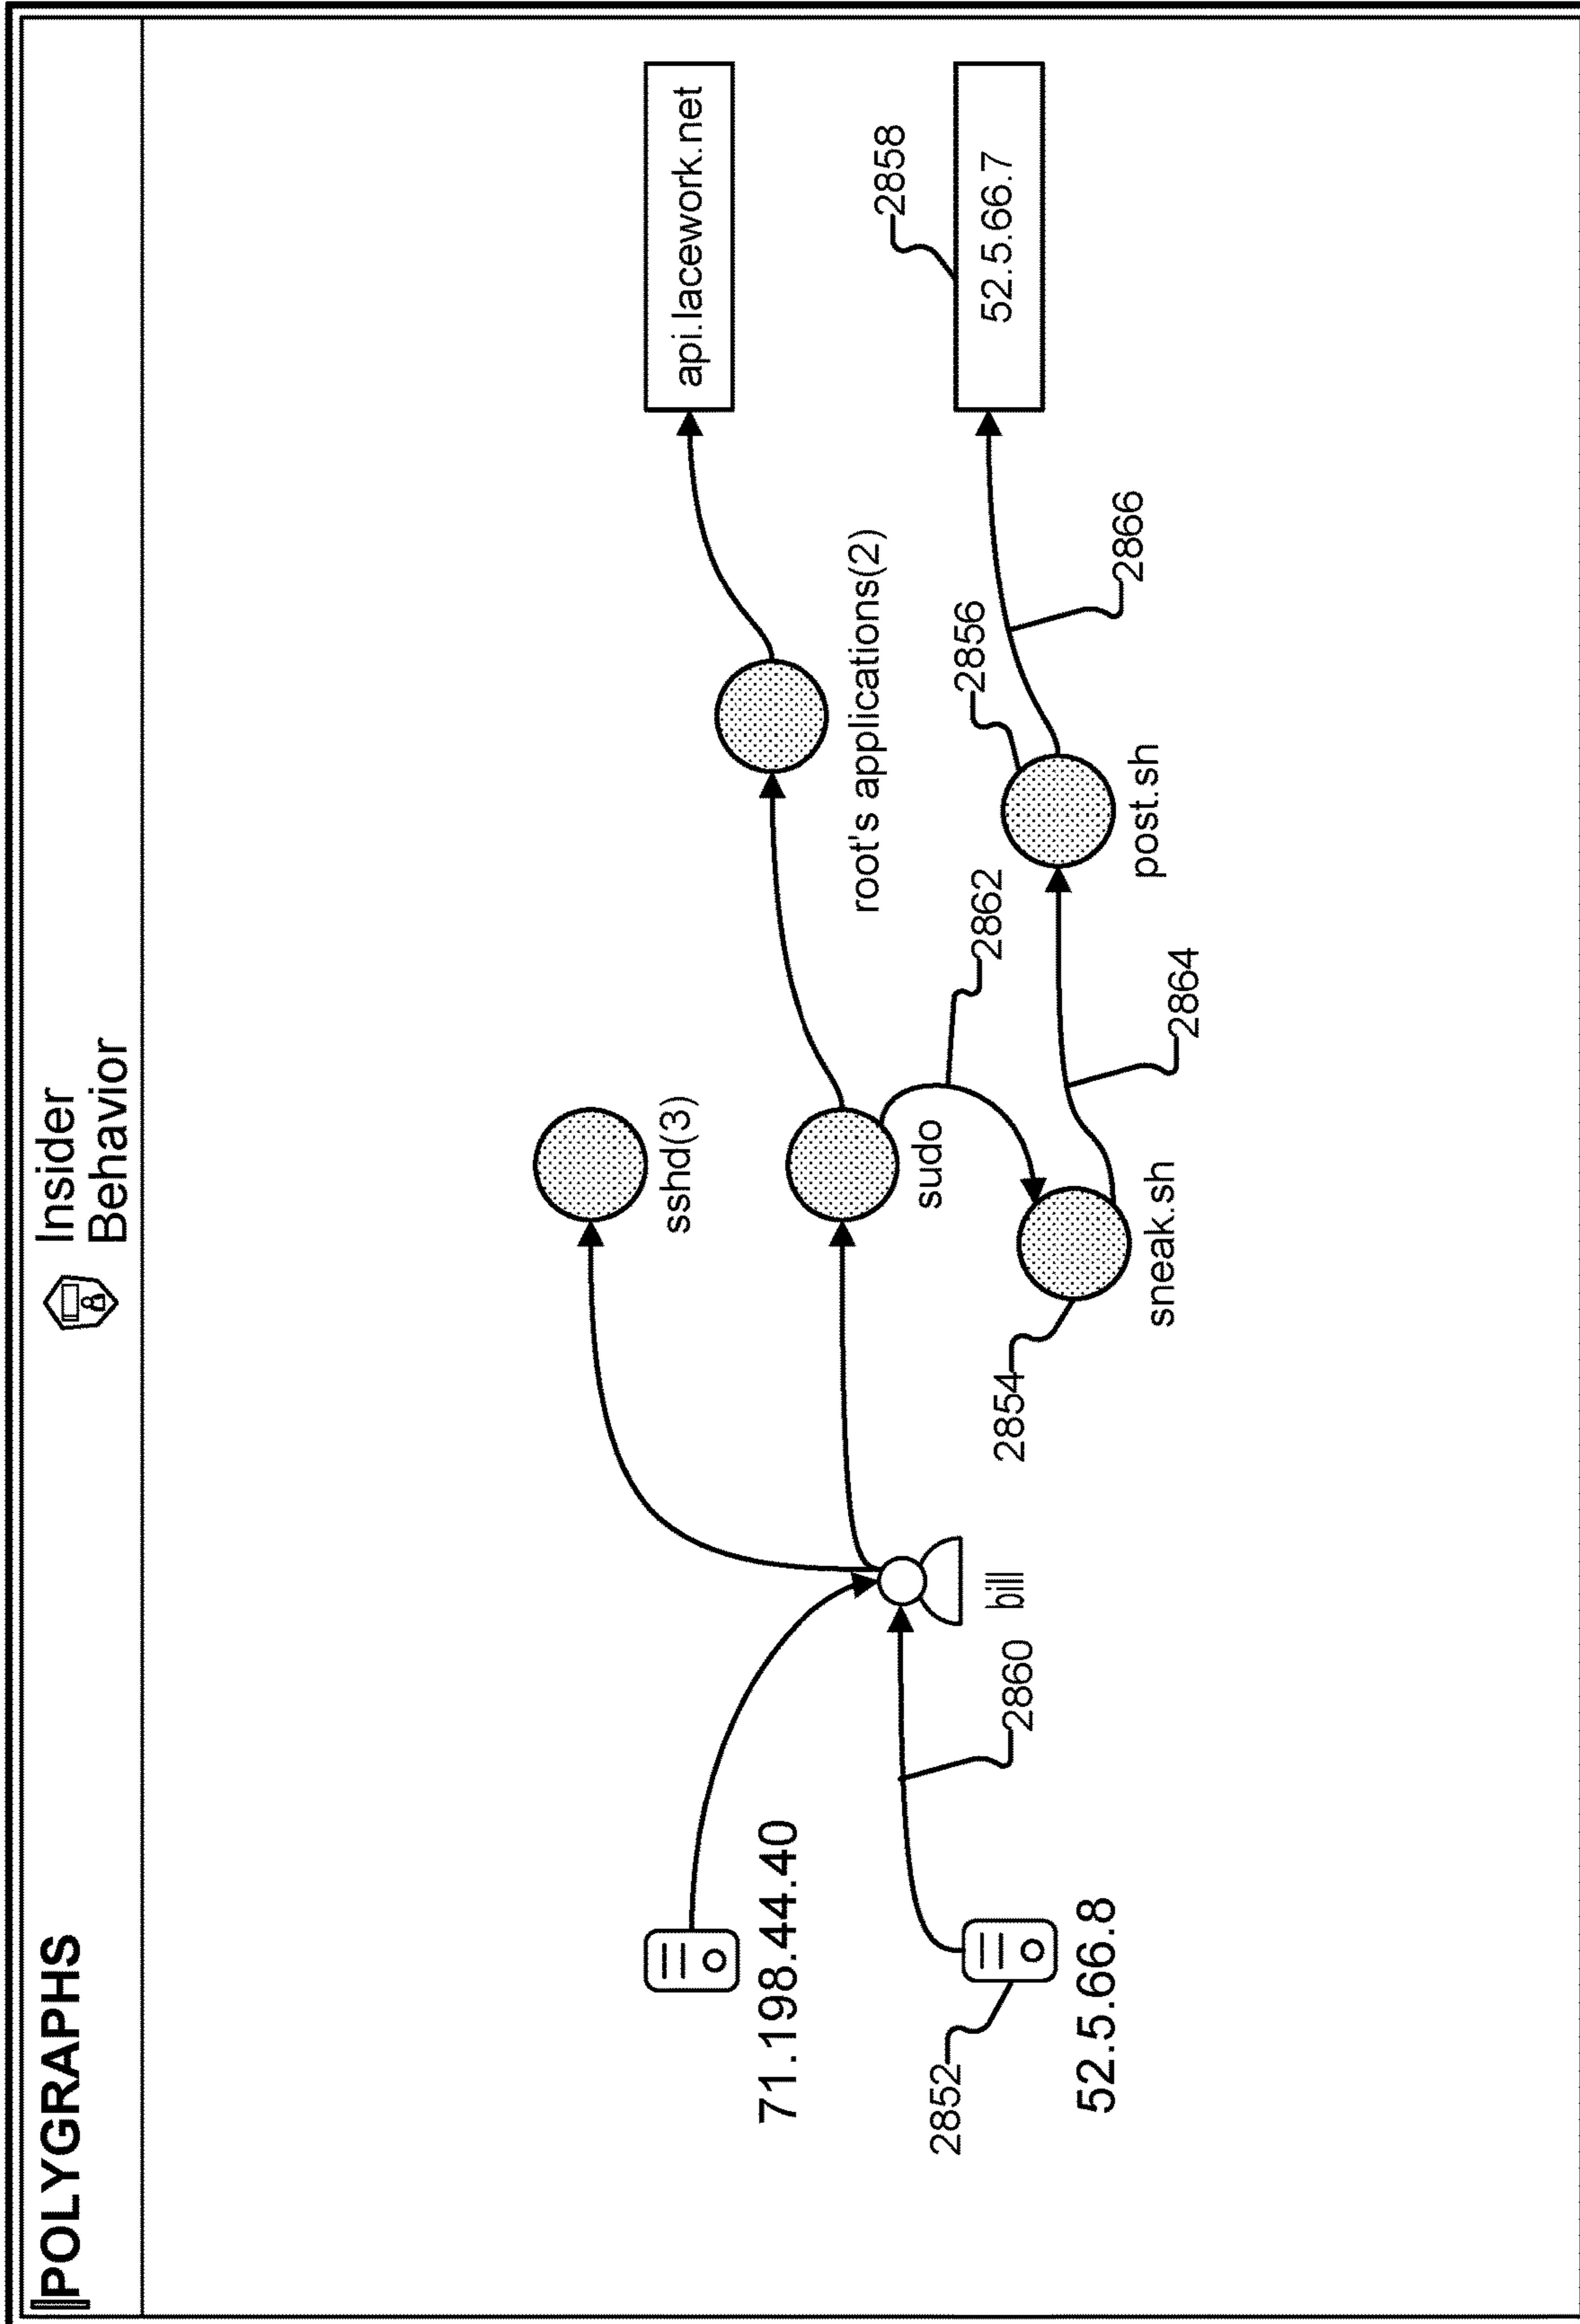 POLYGRAPHS
Insider
Behavior
sshd(3)
71.198.44.40
api.lacework.net
root's applications(2)
sudo
bill
2860
2862
2852
52.5.66.8
2854
sneak.sh
2864
2856
post.sh
2866
2858
52.5.66.7